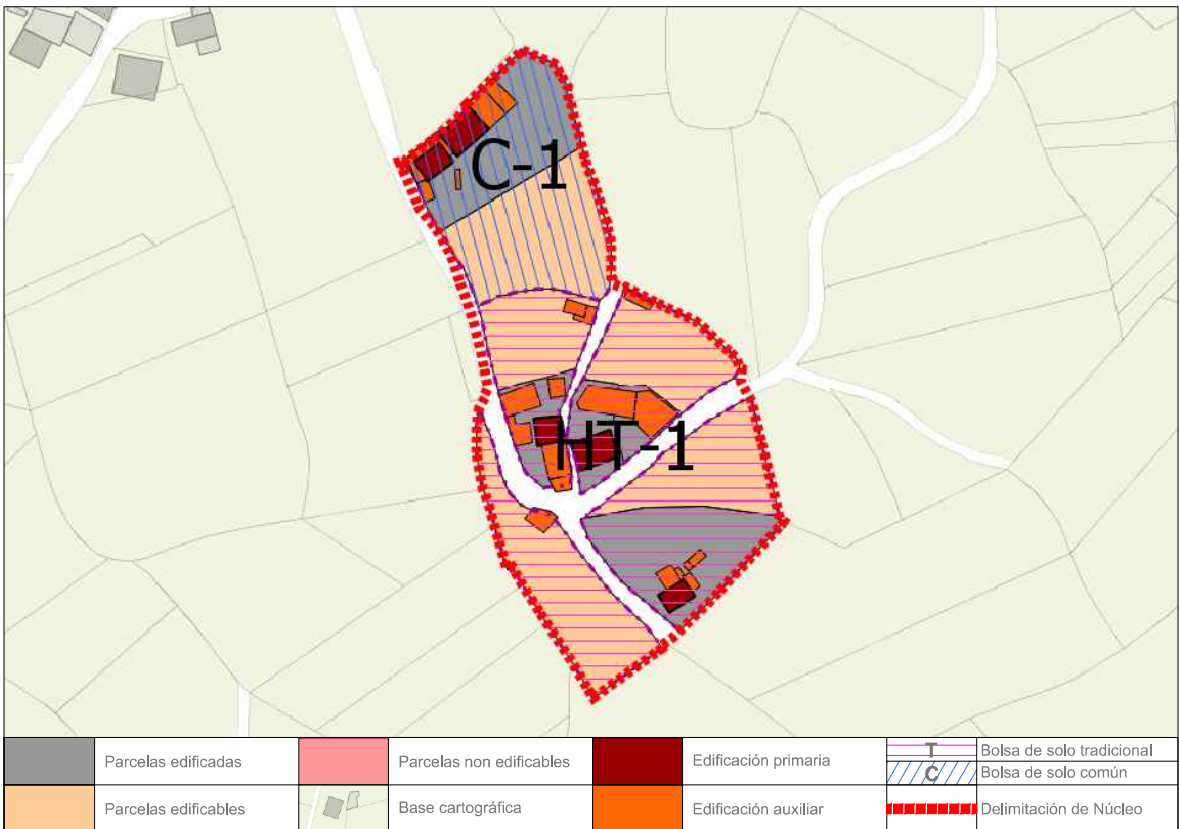 C-1
HT-1
Parcelas edificadas
Parcelas non edificables
Edificación primaria
T
Bolsa de solo tradicional
C
Bolsa de solo común
Parcelas edificables
Base cartográfica
Edificación auxiliar
Delimitación de Núcleo